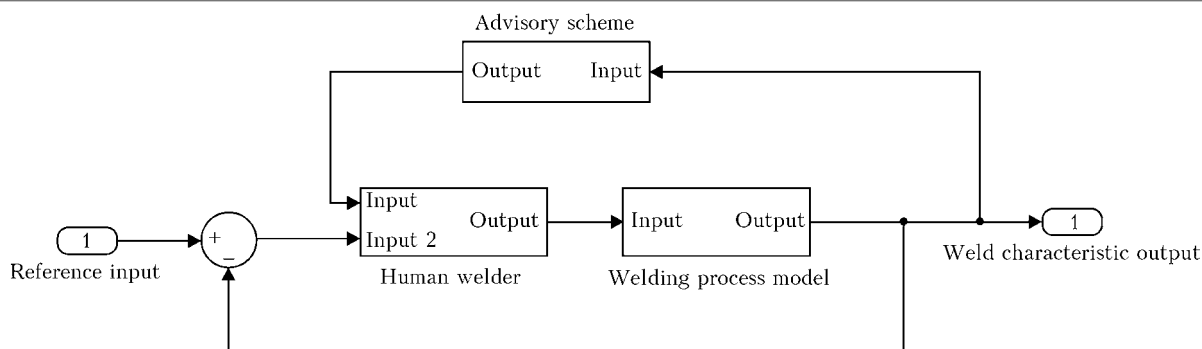 Advisory scheme
Output Input
Input
Output
Input 2
Human welder
Input Output
Welding process model
1
Reference input
+
−
1
Weld characteristic output